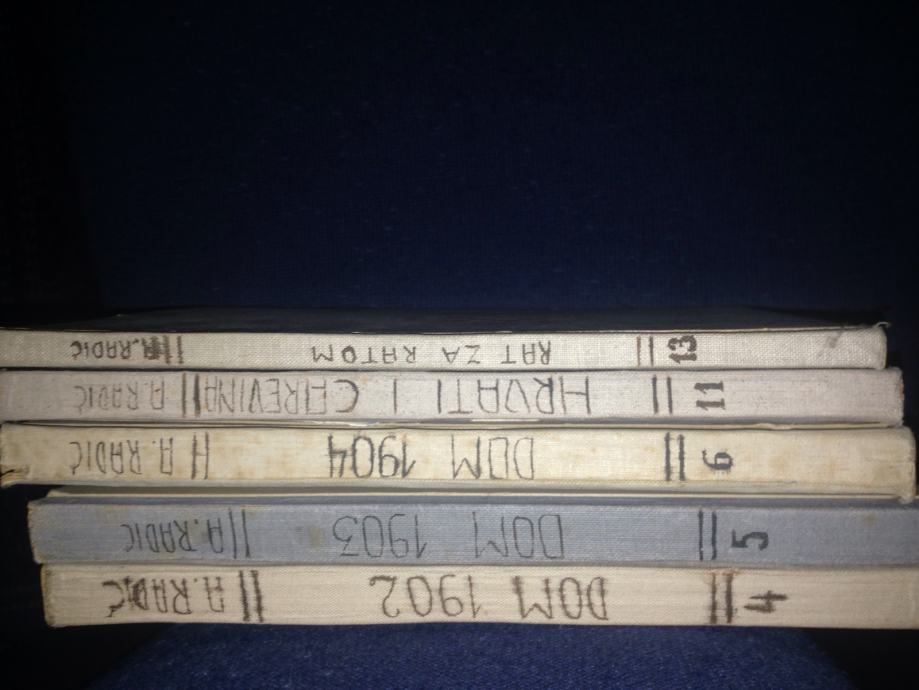 4 DOM 1902 A. RADIĆ
5 DOM 1903 A. RADIĆ
6 DOM 1904 A. RADIĆ
11 HRVATI I CAREVINA A. RADIĆ
13 RAT ZA RATOM A. RADIĆ